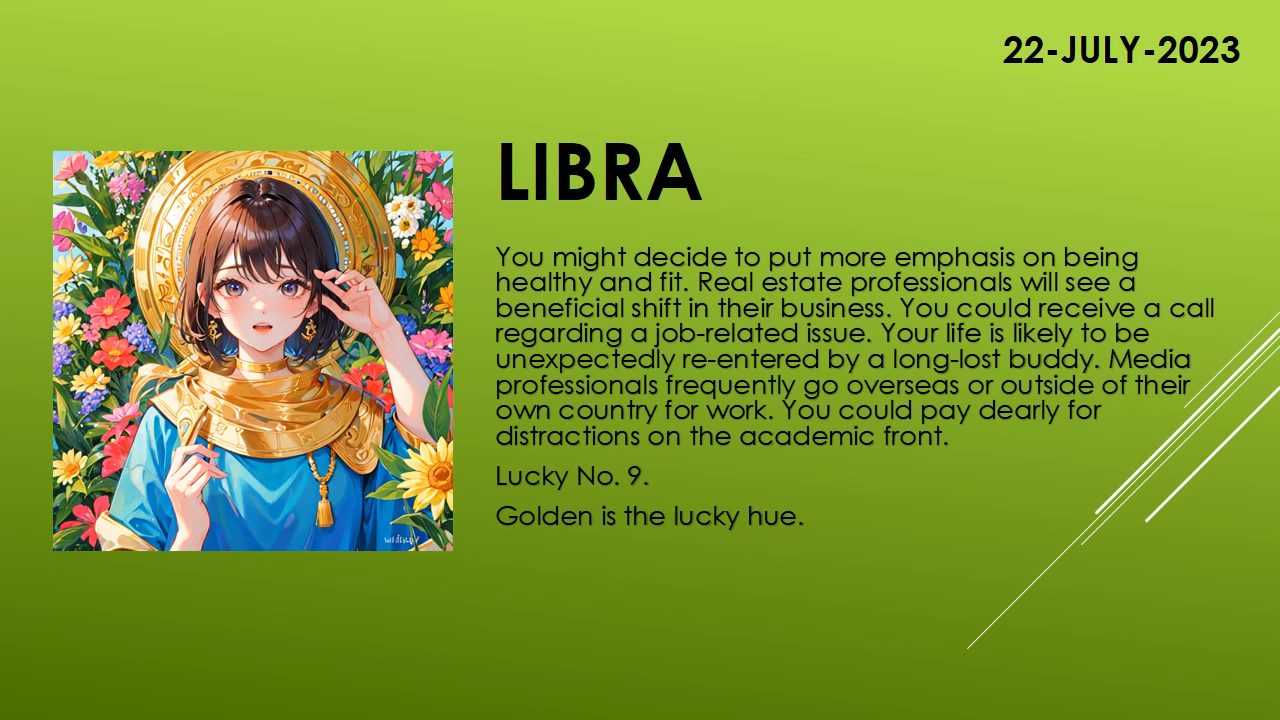 22-JULY-2023
LIBRA
You might decide to put more emphasis on being
healthy and fit. Real estate professionals will see a
beneficial shift in their business. You could receive a call
regarding a job-related issue. Your life is likely to be
unexpectedly re-entered by a long-lost buddy. Media
professionals frequently go overseas or outside of their
own country for work. You could pay dearly for
distractions on the academic front.
Lucky No. 9.
Golden is the lucky hue.